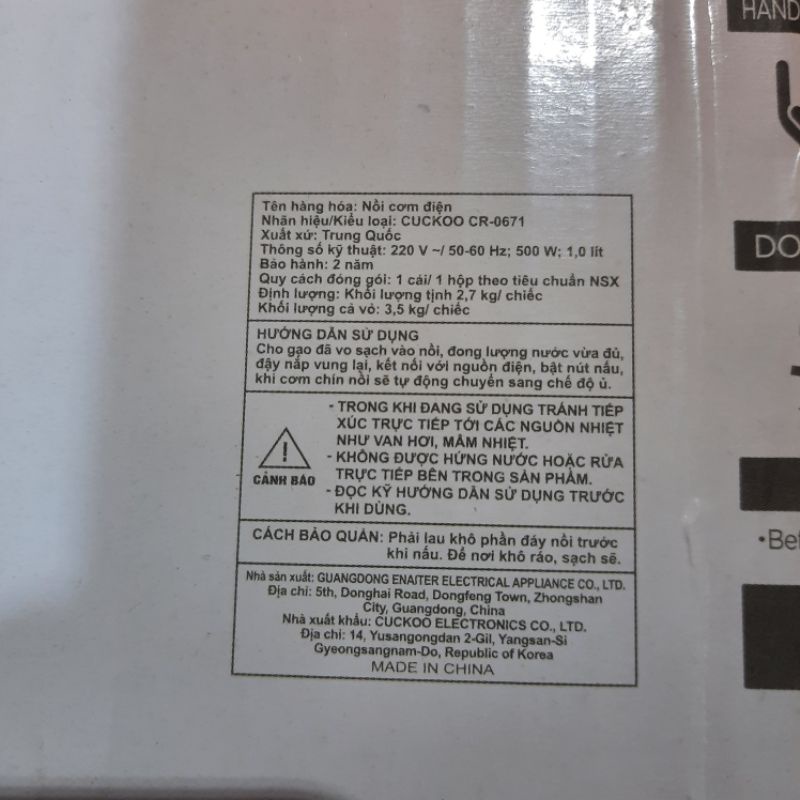 HAND
DO
Tên hàng hóa: Nồi cơm điện
Nhãn hiệu/Kiểu loại: CUCKOO CR-0671
Xuất xứ: Trung Quốc
Thông số kỹ thuật: 220 V ~/ 50-60 Hz; 500 W; 1,0 lít
Bảo hành: 2 năm
Quy cách đóng gói: 1 cái/ 1 hộp theo tiêu chuẩn NSX
Định lượng: Khối lượng tịnh 2,7 kg/ chiếc
Khối lượng cả vỏ: 3,5 kg/ chiếc
HƯỚNG DẪN SỬ DỤNG
Cho gạo đã vo sạch vào nồi, đong lượng nước vừa đủ,
đậy nắp vung lại, kết nối với nguồn điện, bật nút nấu,
khi cơm chín nồi sẽ tự động chuyển sang chế độ ủ.
CẢNH BÁO
- TRONG KHI ĐANG SỬ DỤNG TRÁNH TIẾP
XÚC TRỰC TIẾP TỚI CÁC NGUỒN NHIỆT
NHƯ VAN HƠI, MÂM NHIỆT.
- KHÔNG ĐƯỢC HỨNG NƯỚC HOẶC RỬA
TRỰC TIẾP BÊN TRONG SẢN PHẨM.
- ĐỌC KỸ HƯỚNG DẪN SỬ DỤNG TRƯỚC
KHI DÙNG.
CÁCH BẢO QUẢN: Phải lau khô phần đáy nồi trước
khi nấu. Để nơi khô ráo, sạch sẽ.
Nhà sản xuất: GUANGDONG ENAITER ELECTRICAL APPLIANCE CO., LTD.
Địa chỉ: 5th, Donghai Road, Dongfeng Town, Zhongshan
City, Guangdong, China
Nhà xuất khẩu: CUCKOO ELECTRONICS CO., LTD.
Địa chỉ: 14, Yusangongdan 2-Gil, Yangsan-Si
Gyeongsangnam-Do, Republic of Korea
MADE IN CHINA
•Bef